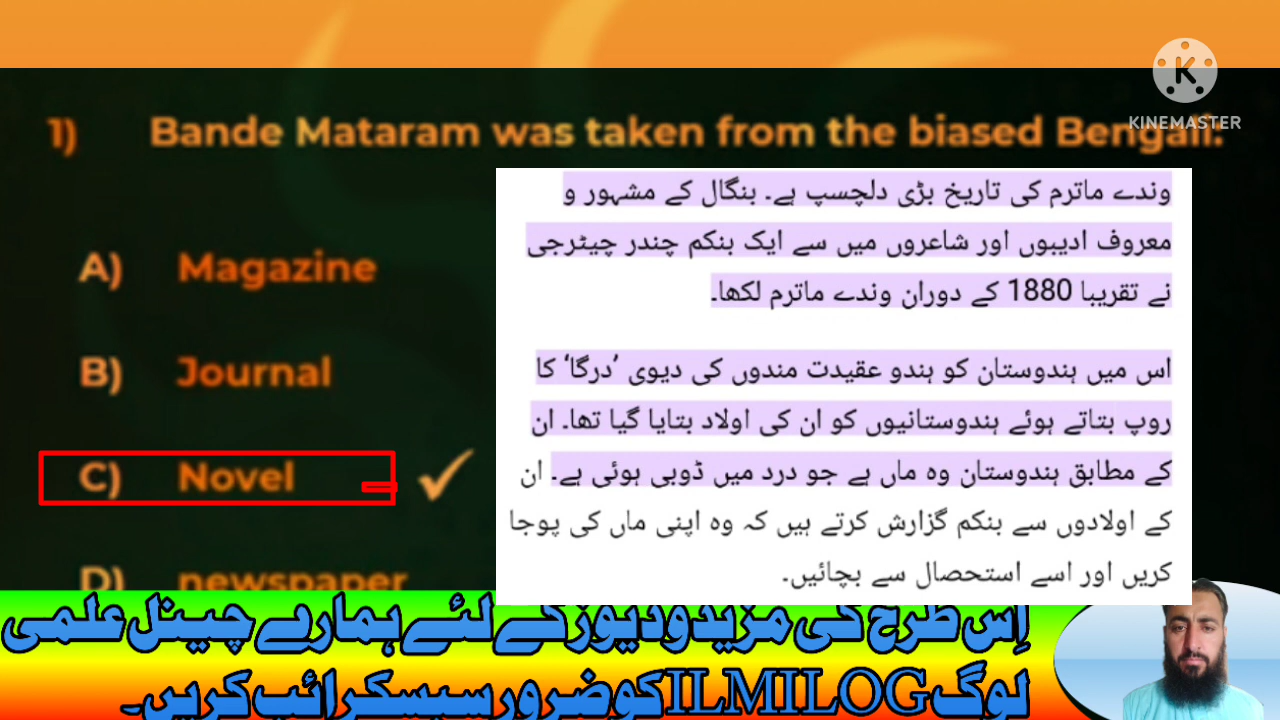 KINEMASTER
1) Bande Mataram was taken from the biased Bengali:
A) Magazine
B) Journal
C) Novel
D) newspaper
وندے ماترم کی تاریخ بڑی دلچسپ ہے۔ بنگال کے مشہور و
معروف ادیبوں اور شاعروں میں سے ایک بنکم چندر چیٹرجی
نے تقریبا 1880 کے دوران وندے ماترم لکھا۔
اس میں ہندوستان کو ہندو عقیدت مندوں کی دیوی ’درگا‘ کا
روپ بتاتے ہوئے ہندوستانیوں کو ان کی اولاد بتایا گیا تھا۔ ان
کے مطابق ہندوستان وہ ماں ہے جو درد میں ڈوبی ہوئی ہے۔ ان
کے اولادوں سے بنکم گزارش کرتے ہیں کہ وہ اپنی ماں کی پوجا
کریں اور اسے استحصال سے بچائیں۔
اِس طرح کی مزید ودیوز کے لئے ہمارے چینل علمی
لوگ ILMILOG کو ضرور سبسکرائب کریں۔